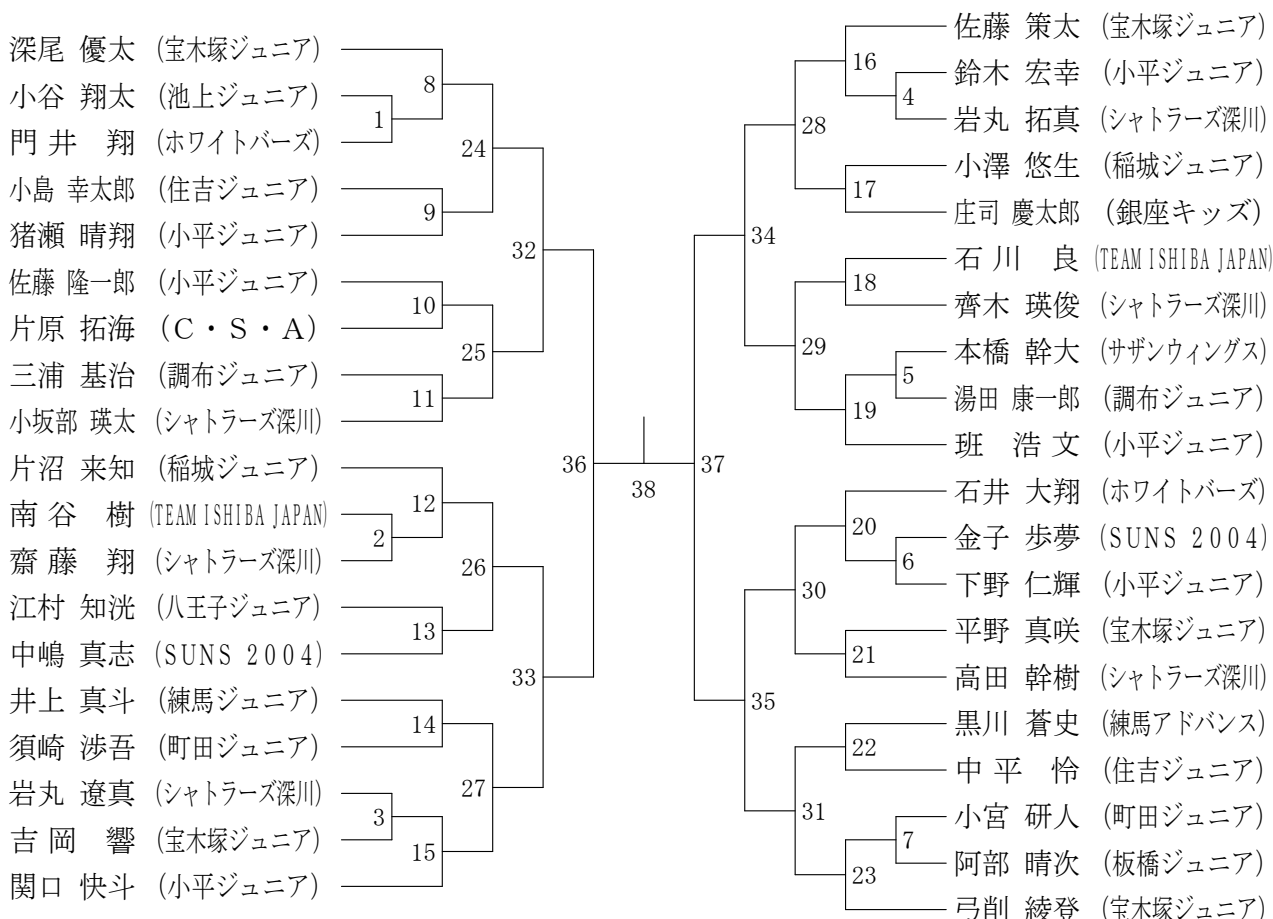 深尾 優太 (宝木塚ジュニア)
小谷 翔太 (池上ジュニア)
門井 翔 (ホワイトバーズ)
小島 幸太郎 (住吉ジュニア)
猪瀬 晴翔 (小平ジュニア)
佐藤 隆一郎 (小平ジュニア)
片原 拓海 (C・S・A)
三浦 基治 (調布ジュニア)
小坂部 瑛太 (シャトラーズ深川)
片沼 来知 (稲城ジュニア)
南谷 樹 (TEAM ISHIBA JAPAN)
齋藤 翔 (シャトラーズ深川)
江村 知洸 (八王子ジュニア)
中嶋 真志 (SUNS 2004)
井上 真斗 (練馬ジュニア)
須崎 渉吾 (町田ジュニア)
岩丸 遼真 (シャトラーズ深川)
吉岡 響 (宝木塚ジュニア)
関口 快斗 (小平ジュニア)
1
2
3
8
9
10
11
12
13
14
15
24
25
26
27
32
33
36
38
37
34
35
28
29
30
31
16
17
18
19
20
21
22
23
4
5
6
7
佐藤 策太 (宝木塚ジュニア)
鈴木 宏幸 (小平ジュニア)
岩丸 拓真 (シャトラーズ深川)
小澤 悠生 (稲城ジュニア)
庄司 慶太郎 (銀座キッズ)
石川 良 (TEAM ISHIBA JAPAN)
齊木 瑛俊 (シャトラーズ深川)
本橋 幹大 (サザンウィングス)
湯田 康一郎 (調布ジュニア)
班 浩文 (小平ジュニア)
石井 大翔 (ホワイトバーズ)
金子 歩夢 (SUNS 2004)
下野 仁輝 (小平ジュニア)
平野 真咲 (宝木塚ジュニア)
高田 幹樹 (シャトラーズ深川)
黒川 蒼史 (練馬アドバンス)
中平 怜 (住吉ジュニア)
小宮 研人 (町田ジュニア)
阿部 晴次 (板橋ジュニア)
弓削 綾登 (宝木塚ジュニア)